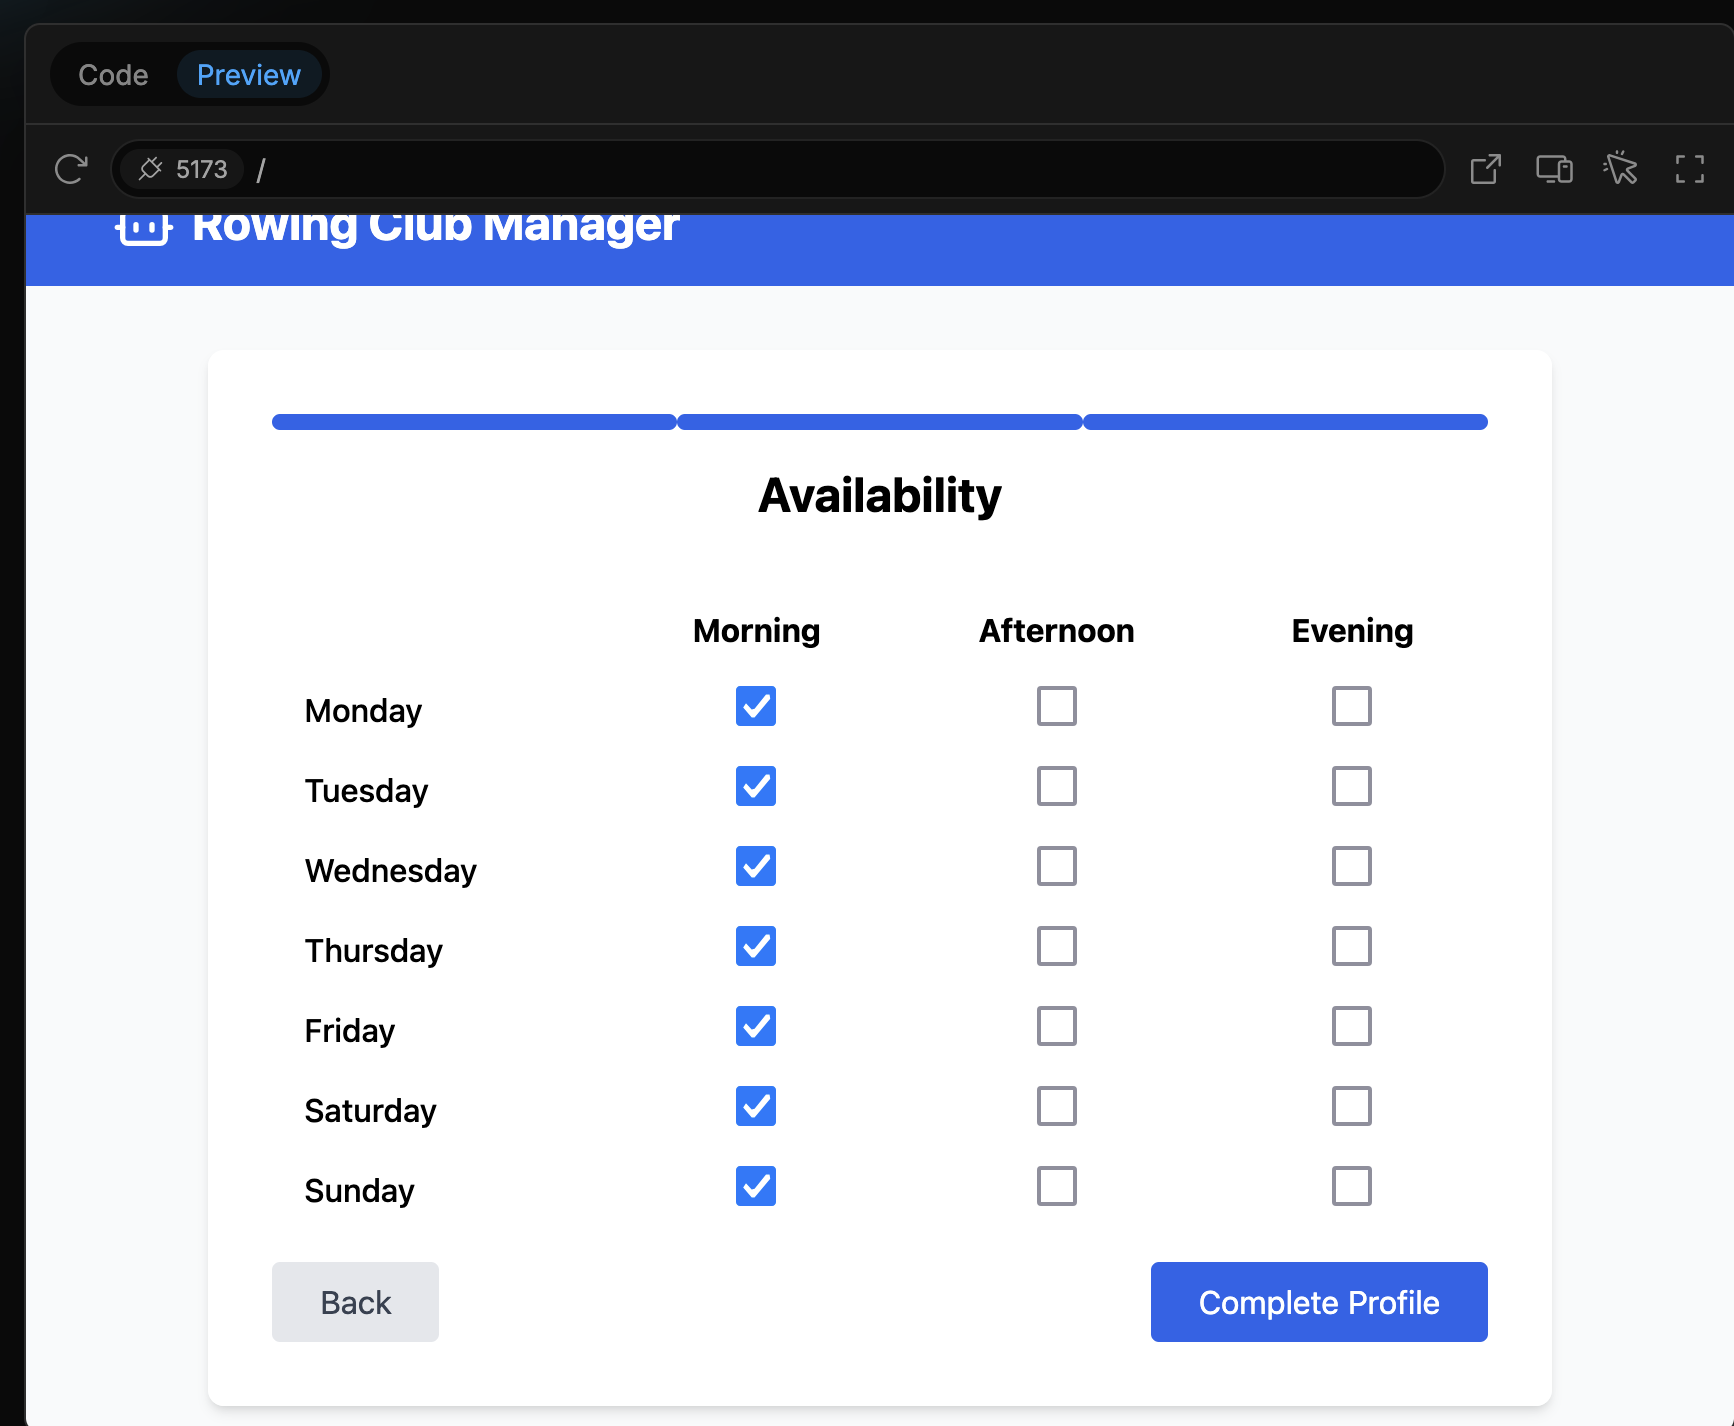 Code Preview
5173 /
Rowing Club Manager
Availability
Morning Afternoon Evening
Monday
Tuesday
Wednesday
Thursday
Friday
Saturday
Sunday
Back Complete Profile